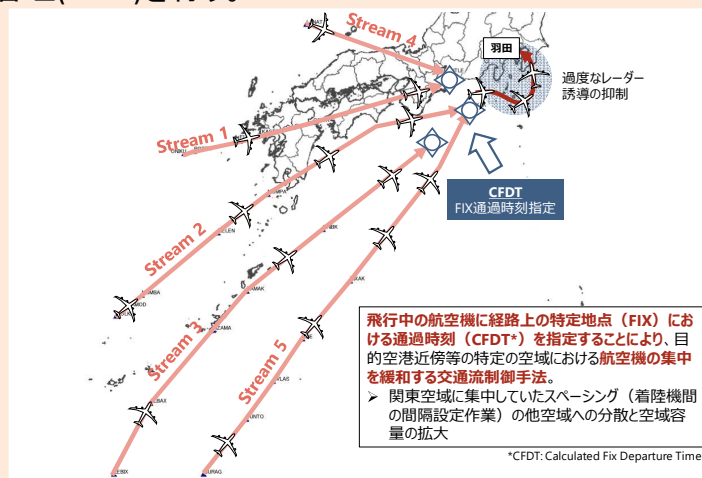 Stream 4
羽田
過度なレーダー
誘導の抑制
Stream 1
CFDT
FIX通過時刻指定
Stream 2
Stream 3
Stream 5
飛行中の航空機に経路上の特定地点（FIX）にお
ける通過時刻（CFDT*）を指定することにより、目
的空港近傍等の特定の空域における航空機の集中
を緩和する交通流制御手法。
➢ 関東空域に集中していたスペーシング（着陸機間
の間隔設定作業）の他空域への分散と空域容
量の拡大
*CFDT: Calculated Fix Departure Time